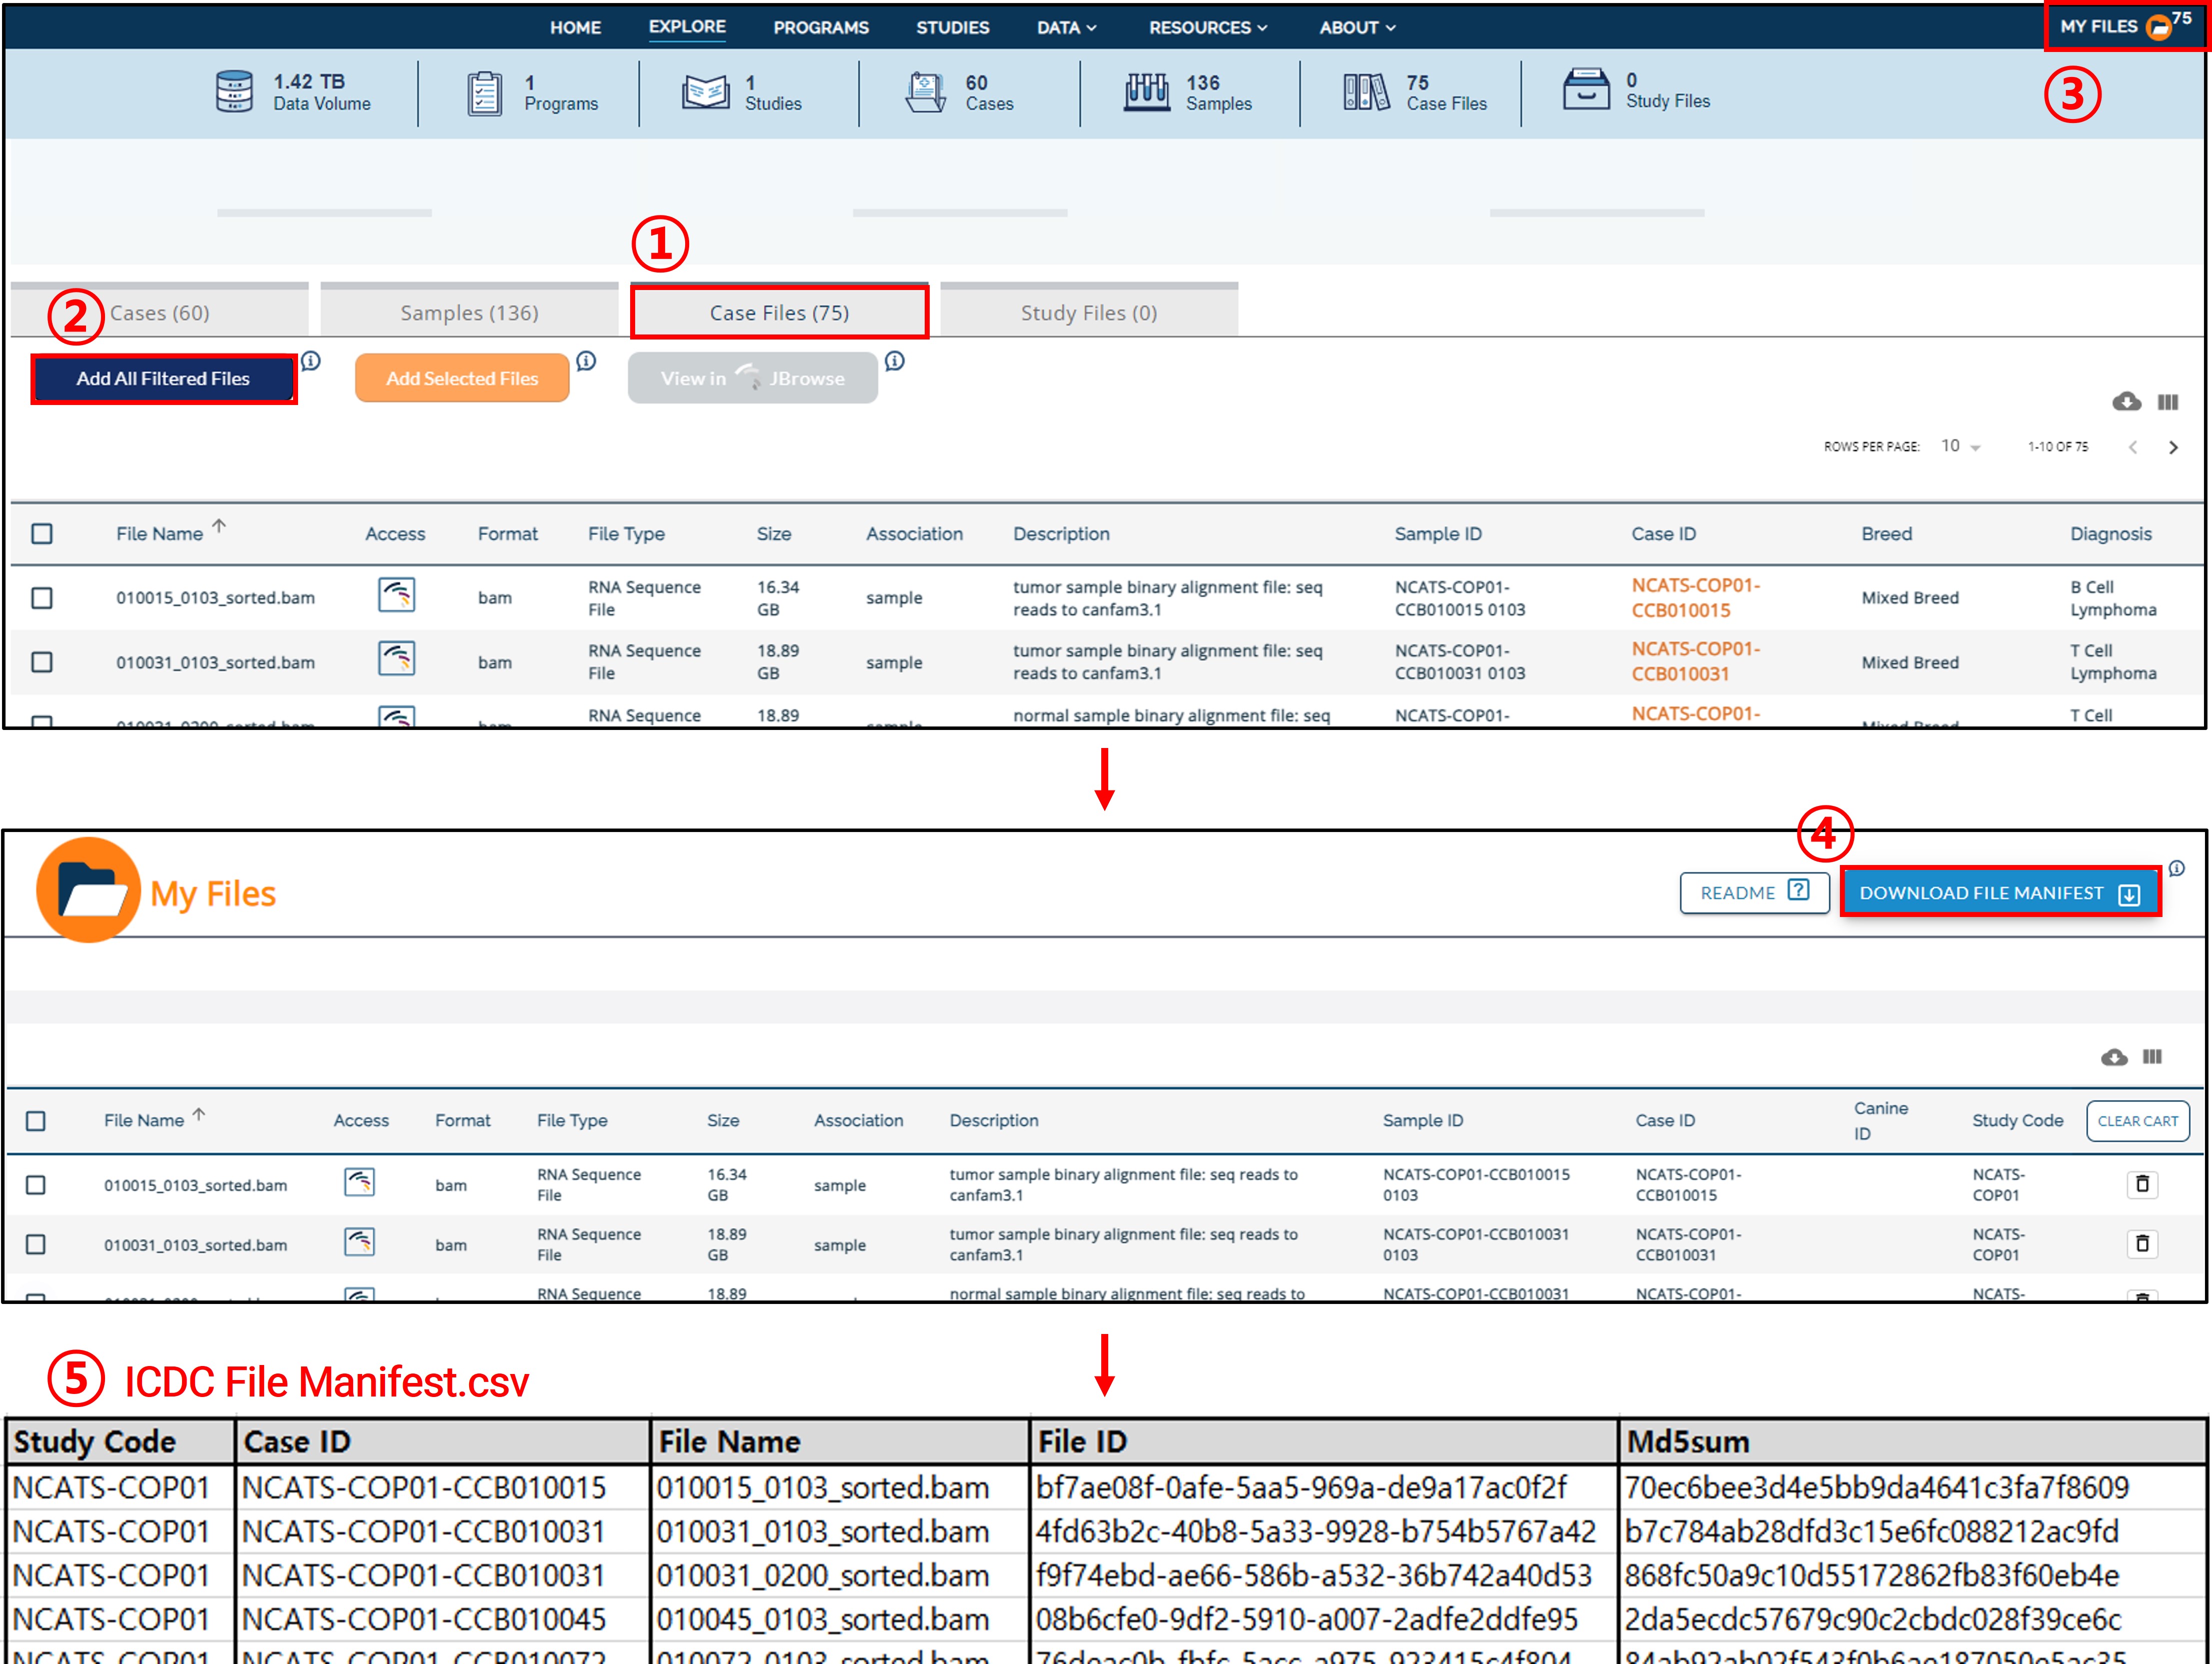 HOME EXPLORE PROGRAMS STUDIES DATA RESOURCES ABOUT MY FILES 75
1.42 TB 1 1 60 136 75 0
Data Volume Programs Studies Cases Samples Case Files Study Files
③
①
② Cases (60) Samples (136) Case Files (75) Study Files (0)
Add All Filtered Files Add Selected Files View in JBrowse
ROWS PER PAGE: 10 1-10 OF 75
File Name Access Format File Type Size Association Description Sample ID Case ID Breed Diagnosis
010015_0103_sorted.bam bam RNA Sequence File 16.34 GB sample tumor sample binary alignment file: seq reads to canfam3.1 NCATS-COP01-CCB010015 0103 NCATS-COP01-CCB010015 Mixed Breed B Cell Lymphoma
010031_0103_sorted.bam bam RNA Sequence File 18.89 GB sample tumor sample binary alignment file: seq reads to canfam3.1 NCATS-COP01-CCB010031 0103 NCATS-COP01-CCB010031 Mixed Breed T Cell Lymphoma
010031_0200_sorted.bam bam RNA Sequence 18.89 sample normal sample binary alignment file: seq NCATS-COP01- NCATS-COP01- Mixed Breed T Cell
④
My Files README ? DOWNLOAD FILE MANIFEST
File Name Access Format File Type Size Association Description Sample ID Case ID Canine ID Study Code CLEAR CART
010015_0103_sorted.bam bam RNA Sequence File 16.34 GB sample tumor sample binary alignment file: seq reads to canfam3.1 NCATS-COP01-CCB010015 0103 NCATS-COP01-CCB010015 NCATS-COP01
010031_0103_sorted.bam bam RNA Sequence File 18.89 GB sample tumor sample binary alignment file: seq reads to canfam3.1 NCATS-COP01-CCB010031 0103 NCATS-COP01-CCB010031 NCATS-COP01
RNA Sequence 18.89 normal sample binary alignment file: seq reads to NCATS-COP01-CCB010031 NCATS-COP01- NCATS-
⑤ ICDC File Manifest.csv
Study Code Case ID File Name File ID Md5sum
NCATS-COP01 NCATS-COP01-CCB010015 010015_0103_sorted.bam bf7ae08f-0afe-5aa5-969a-de9a17ac0f2f 70ec6bee3d4e5bb9da4641c3fa7f8609
NCATS-COP01 NCATS-COP01-CCB010031 010031_0103_sorted.bam 4fd63b2c-40b8-5a33-9928-b754b5767a42 b7c784ab28dfd3c15e6fc088212ac9fd
NCATS-COP01 NCATS-COP01-CCB010031 010031_0200_sorted.bam f9f74ebd-ae66-586b-a532-36b742a40d53 868fc50a9c10d55172862fb83f60eb4e
NCATS-COP01 NCATS-COP01-CCB010045 010045_0103_sorted.bam 08b6cfe0-9df2-5910-a007-2adfe2ddfe95 2da5ecdc57679c90c2cbdc028f39ce6c
NCATS-COP01 NCATS-COP01-CCB010072 010072_0103_sorted.bam